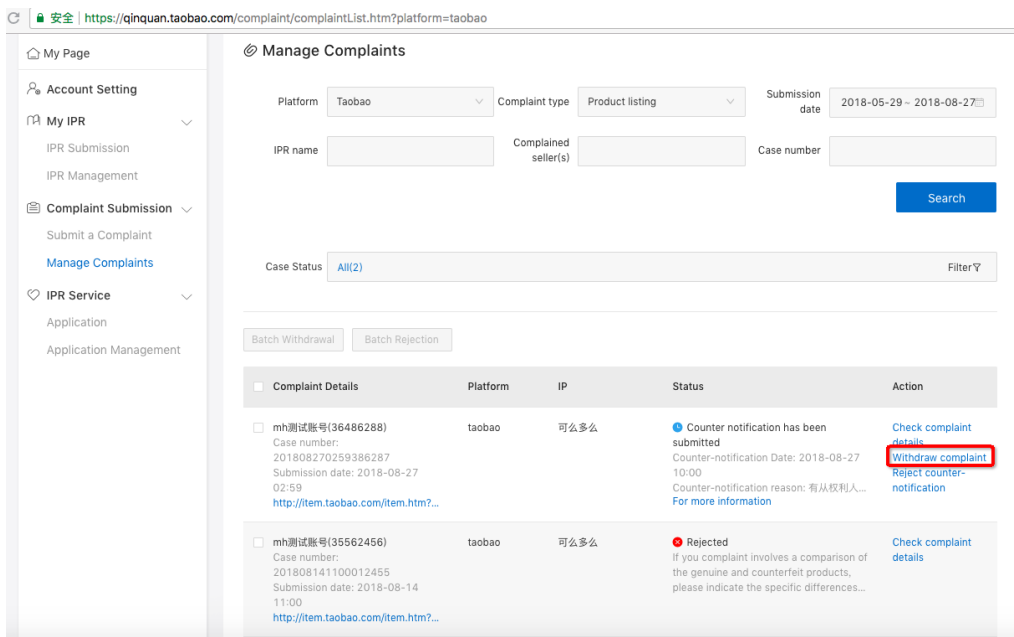 安全 | https://qinquan.taobao.com/complaint/complaintList.htm?platform=taobao
My Page
Account Setting
My IPR
IPR Submission
IPR Management
Complaint Submission
Submit a Complaint
Manage Complaints
IPR Service
Application
Application Management
Manage Complaints
Platform
Taobao
Complaint type
Product listing
Submission
date
2018-05-29 ~ 2018-08-27
IPR name
Complained
seller(s)
Case number
Search
Case Status
All(2)
Filter
Batch Withdrawal
Batch Rejection
Complaint Details
Platform
IP
Status
Action
mh测试账号(36486288)
Case number:
201808270259386287
Submission date: 2018-08-27
02:59
http://item.taobao.com/item.htm?...
taobao
可么多么
Counter notification has been
submitted
Counter-notification Date: 2018-08-27
10:00
Counter-notification reason: 有从权利人...
For more information
Check complaint
details
Withdraw complaint
Reject counter-
notification
mh测试账号(35562456)
Case number:
201808141100012455
Submission date: 2018-08-14
11:00
http://item.taobao.com/item.htm?...
taobao
可么多么
Rejected
If you complaint involves a comparison of
the genuine and counterfeit products,
please indicate the specific differences...
Check complaint
details